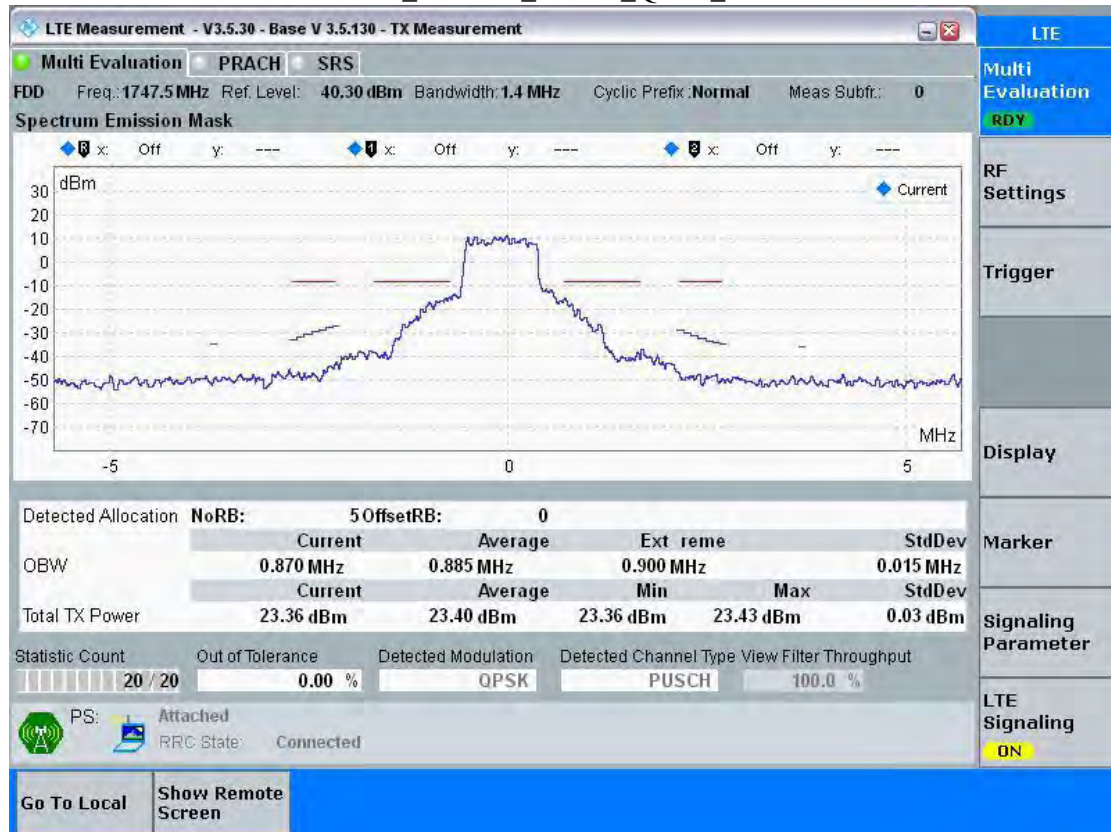 LTE Measurement - V3.5.30 - Base V 3.5.130 - TX Measurement
LTE
Multi Evaluation PRACH SRS
Multi
Evaluation
RDY
FDD Freq.: 1747.5 MHz Ref. Level: 40.30 dBm Bandwidth: 1.4 MHz Cyclic Prefix : Normal Meas Subfr.: 0
Spectrum Emission Mask
R x: Off y: --- 1 x: Off y: --- 2 x: Off y: ---
RF
Settings
dBm
Current
30
20
10
0
-10
-20
-30
-40
-50
-60
-70
MHz
-5 0 5
Trigger
Display
Detected Allocation NoRB: 5 OffsetRB: 0
Current Average Ext reme StdDev
OBW 0.870 MHz 0.885 MHz 0.900 MHz 0.015 MHz
Current Average Min Max StdDev
Total TX Power 23.36 dBm 23.40 dBm 23.36 dBm 23.43 dBm 0.03 dBm
Marker
Signaling
Parameter
Statistic Count Out of Tolerance Detected Modulation Detected Channel Type View Filter Throughput
20 / 20 0.00 % QPSK PUSCH 100.0 %
PS: Attached
RRC State: Connected
LTE
Signaling
ON
Go To Local
Show Remote
Screen